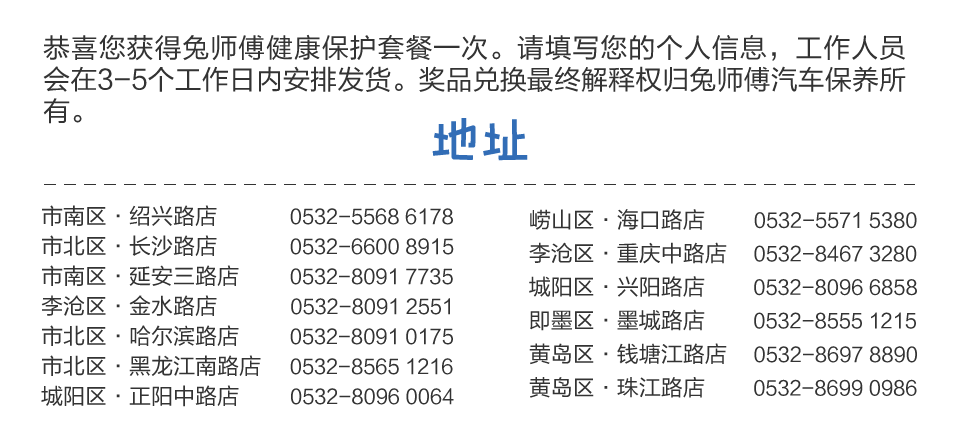 恭喜您获得兔师傅健康保护套餐一次。请填写您的个人信息，工作人员
会在3-5个工作日内安排发货。奖品兑换最终解释权归兔师傅汽车保养所
有。
地址
市南区·绍兴路店 0532-5568 6178
市北区·长沙路店 0532-6600 8915
市南区·延安三路店 0532-8091 7735
李沧区·金水路店 0532-8091 2551
市北区·哈尔滨路店 0532-8091 0175
市北区·黑龙江南路店 0532-8565 1216
城阳区·正阳中路店 0532-8096 0064
崂山区·海口路店 0532-5571 5380
李沧区·重庆中路店 0532-8467 3280
城阳区·兴阳路店 0532-8096 6858
即墨区·墨城路店 0532-8555 1215
黄岛区·钱塘江路店 0532-8697 8890
黄岛区·珠江路店 0532-8699 0986